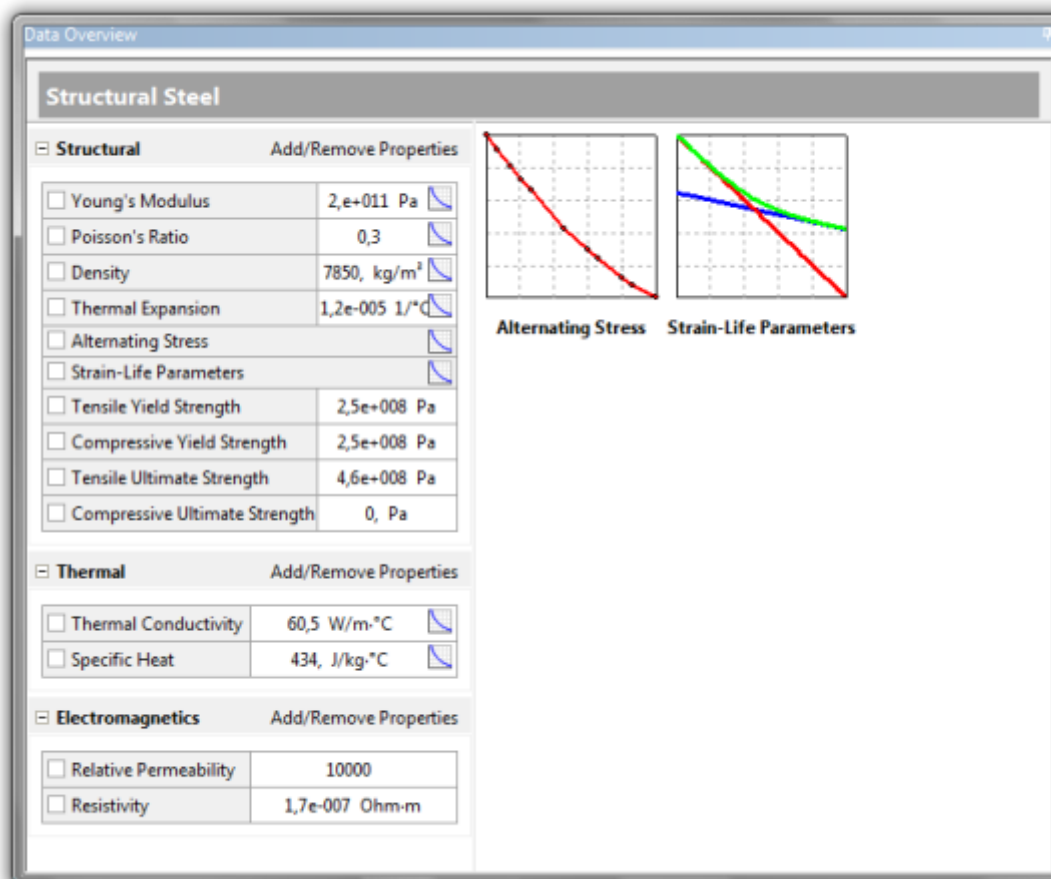 Data Overview
Structural Steel
Structural Add/Remove Properties
Young's Modulus 2,e+011 Pa
Poisson's Ratio 0,3
Density 7850, kg/m³
Thermal Expansion 1,2e-005 1/°C
Alternating Stress
Strain-Life Parameters
Tensile Yield Strength 2,5e+008 Pa
Compressive Yield Strength 2,5e+008 Pa
Tensile Ultimate Strength 4,6e+008 Pa
Compressive Ultimate Strength 0, Pa
Thermal Add/Remove Properties
Thermal Conductivity 60,5 W/m·°C
Specific Heat 434, J/kg·°C
Electromagnetics Add/Remove Properties
Relative Permeability 10000
Resistivity 1,7e-007 Ohm·m
Alternating Stress Strain-Life Parameters